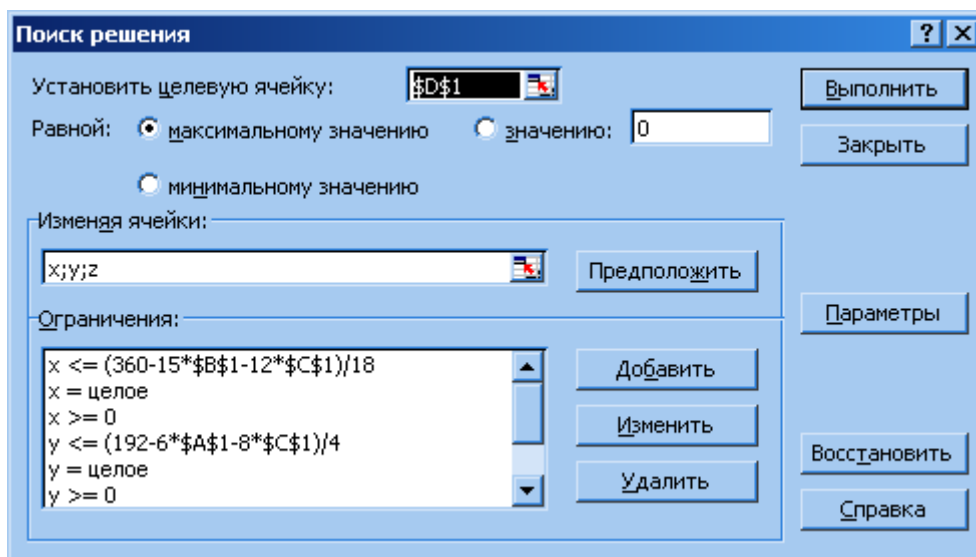 Поиск решения
Установить целевую ячейку: $D$1
Выполнить
Равной: максимальному значению значению: 0
Закрыть
минимальному значению
Изменяя ячейки:
x;y;z
Предположить
Ограничения:
Параметры
x <= (360-15*$B$1-12*$C$1)/18
x = целое
x >= 0
y <= (192-6*$A$1-8*$C$1)/4
y = целое
y >= 0
Добавить
Изменить
Удалить
Восстановить
Справка